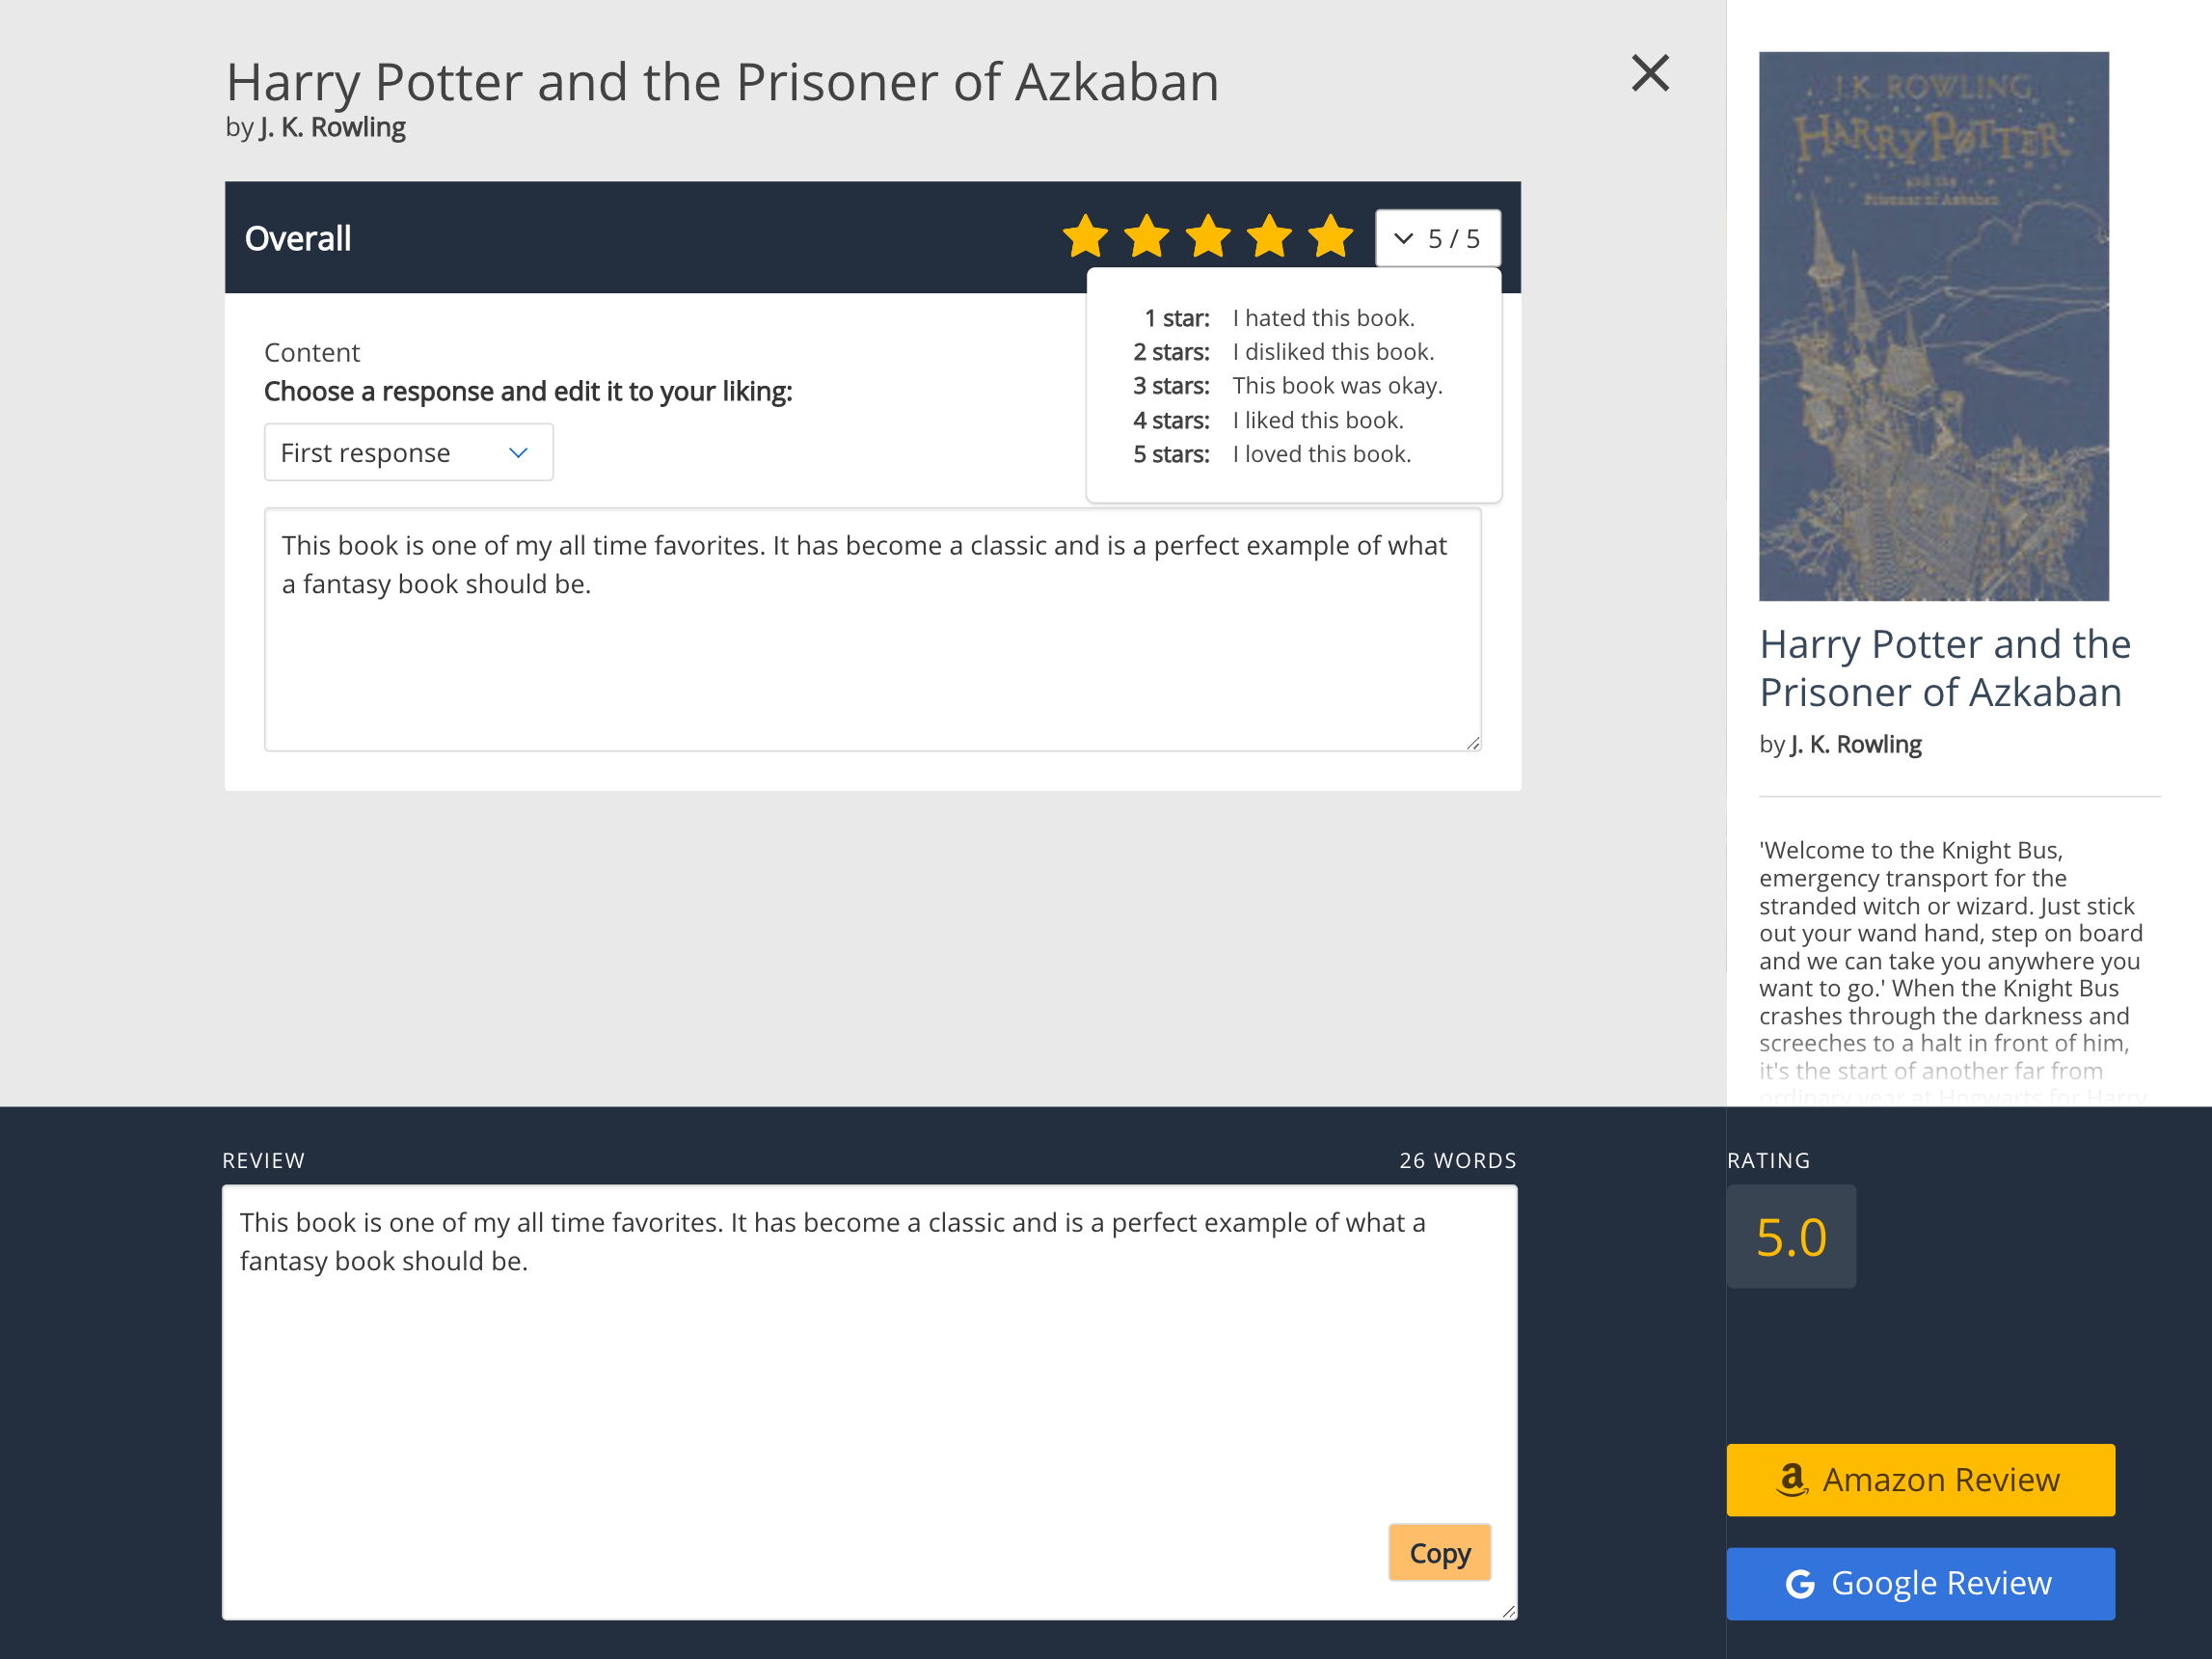 Harry Potter and the Prisoner of Azkaban
by J. K. Rowling
Overall
5 / 5
1 star: I hated this book.
2 stars: I disliked this book.
3 stars: This book was okay.
4 stars: I liked this book.
5 stars: I loved this book.
Content
Choose a response and edit it to your liking:
First response
This book is one of my all time favorites. It has become a classic and is a perfect example of what
a fantasy book should be.
J.K. ROWLING
HARRY POTTER
and the
Prisoner of Azkaban
Harry Potter and the
Prisoner of Azkaban
by J. K. Rowling
'Welcome to the Knight Bus,
emergency transport for the
stranded witch or wizard. Just stick
out your wand hand, step on board
and we can take you anywhere you
want to go.' When the Knight Bus
crashes through the darkness and
screeches to a halt in front of him,
it's the start of another far from
ordinary year at Hogwarts for Harry
REVIEW
26 WORDS
This book is one of my all time favorites. It has become a classic and is a perfect example of what a
fantasy book should be.
Copy
RATING
5.0
Amazon Review
Google Review